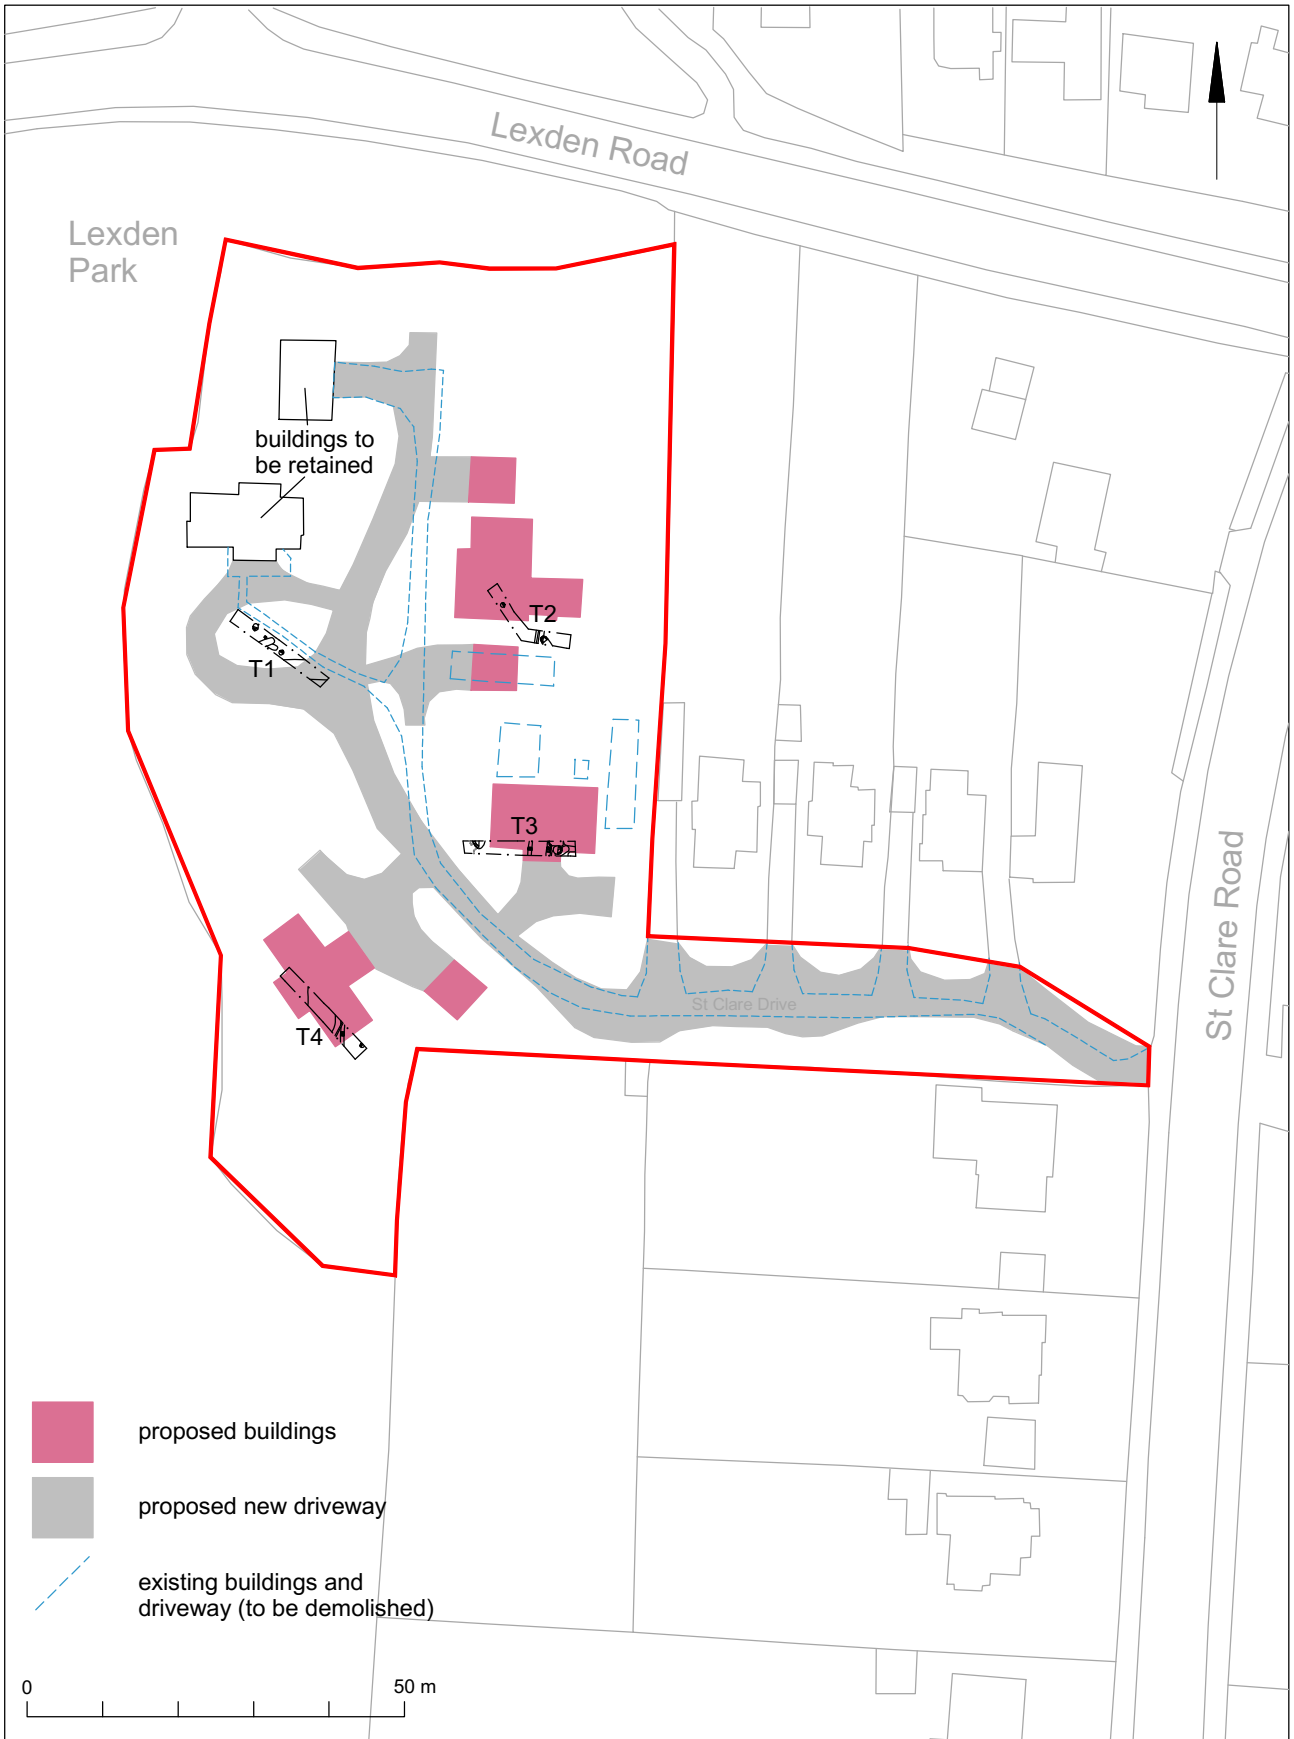 Lexden Road
Lexden
Park
buildings to
be retained
T2
T1
T3
St Clare Drive
St Clare Road
T4
proposed buildings
proposed new driveway
existing buildings and
driveway (to be demolished)
0
50 m